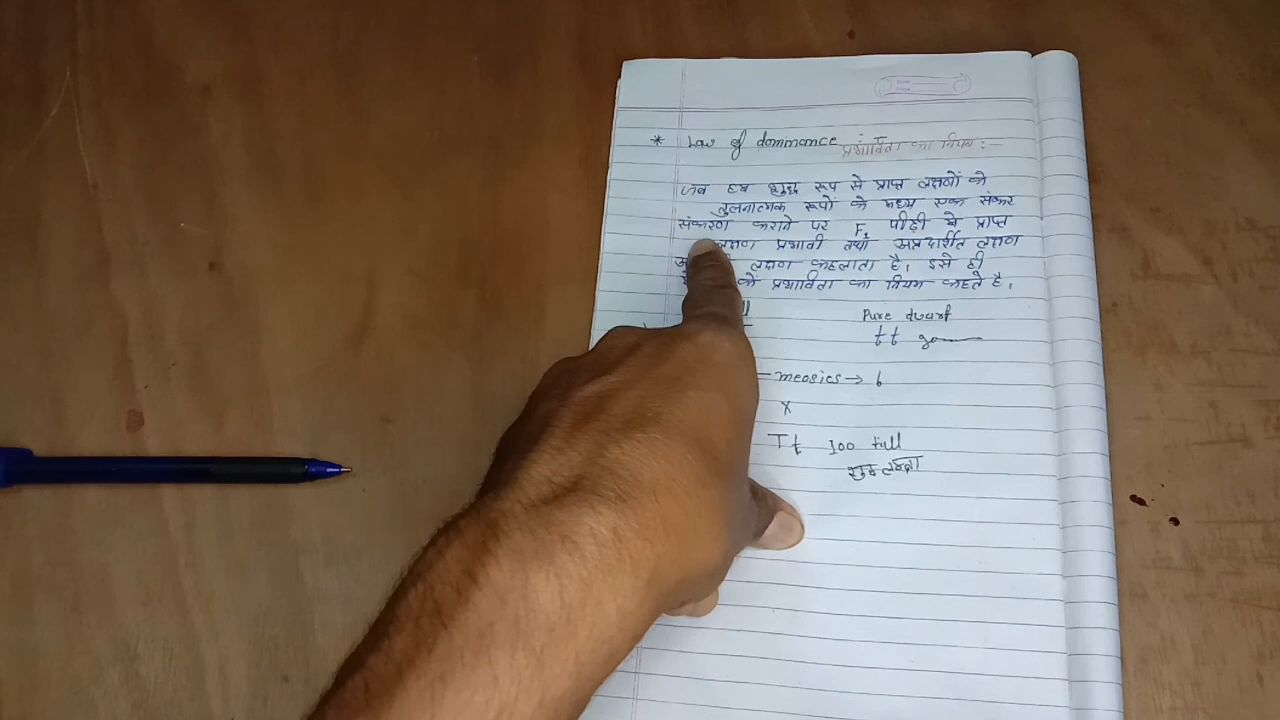 * Law of dominance प्रभाविता का नियम :-
जब हम शुद्ध रूप से प्राप्त लक्षणों के
तुलनात्मक रूपो के मध्य एक संकर
संकरण कराने पर F₁ पीढ़ी मे प्राप्त
लक्षण प्रभावी तथा अप्रदर्शित लक्षण
लक्षण कहलाता है। इसे ही
प्रभाविता का नियम कहते है।
Pure dwarf
tt
meosics → t
X
Tt 100 tall